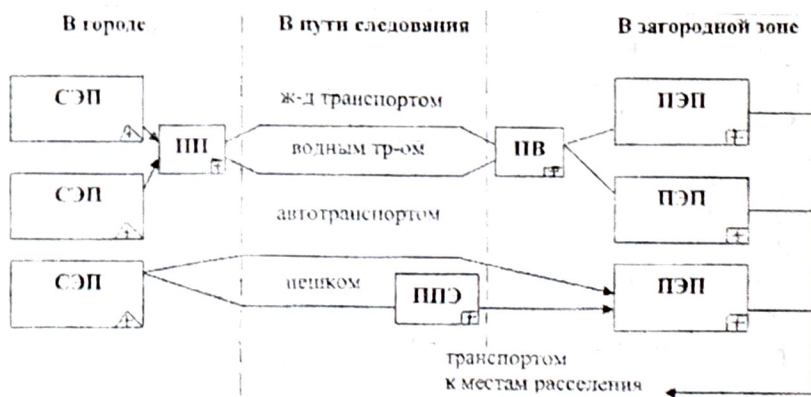 В городе
В пути следования
В загородной зоне
СЭП
ж-д транспортом
ПЭП
ПП
водным тр-ом
ПВ
СЭП
автотранспортом
ПЭП
СЭП
пешком
ППЭ
ПЭП
транспортом
к местам расселения